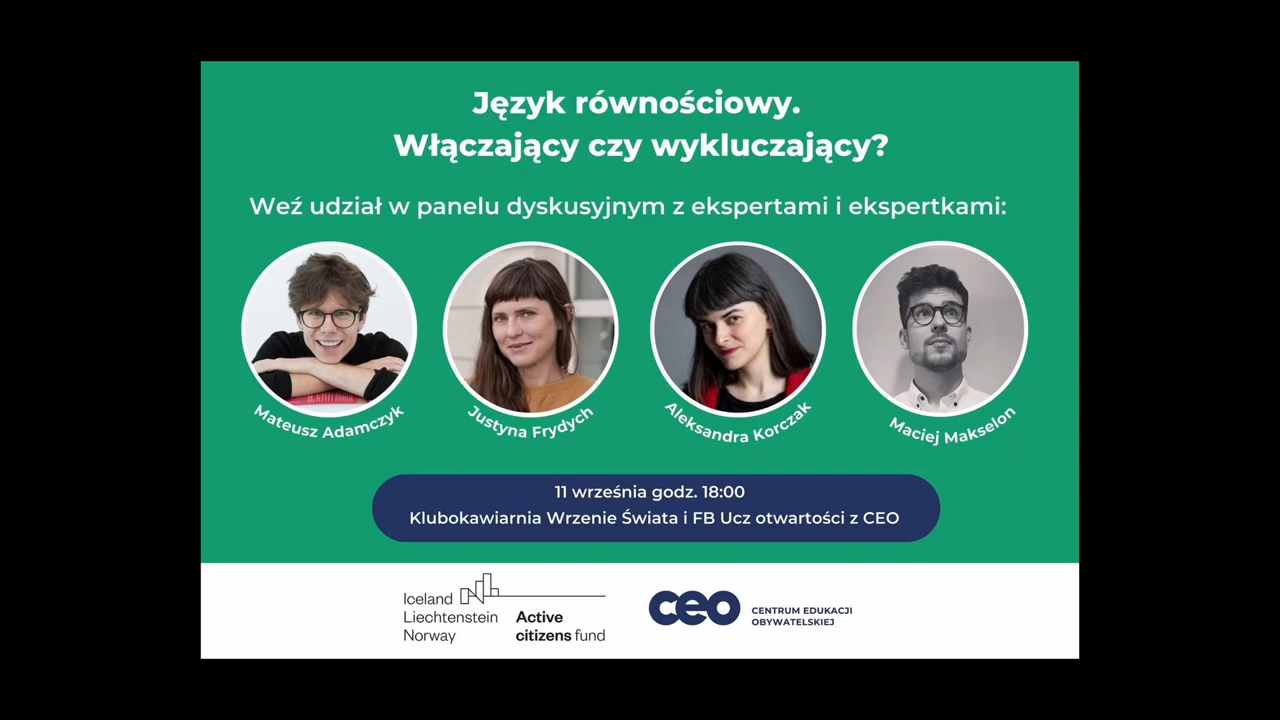 Język równościowy.
Włączający czy wykluczający?
Weź udział w panelu dyskusyjnym z ekspertami i ekspertkami:
Mateusz Adamczyk
Justyna Frydych
Aleksandra Korczak
Maciej Makselon
11 września godz. 18:00
Klubokawiarnia Wrzenie Świata i FB Ucz otwartości z CEO
Iceland
Liechtenstein
Norway
Active
citizens fund
ceo
CENTRUM EDUKACJI
OBYWATELSKIEJ